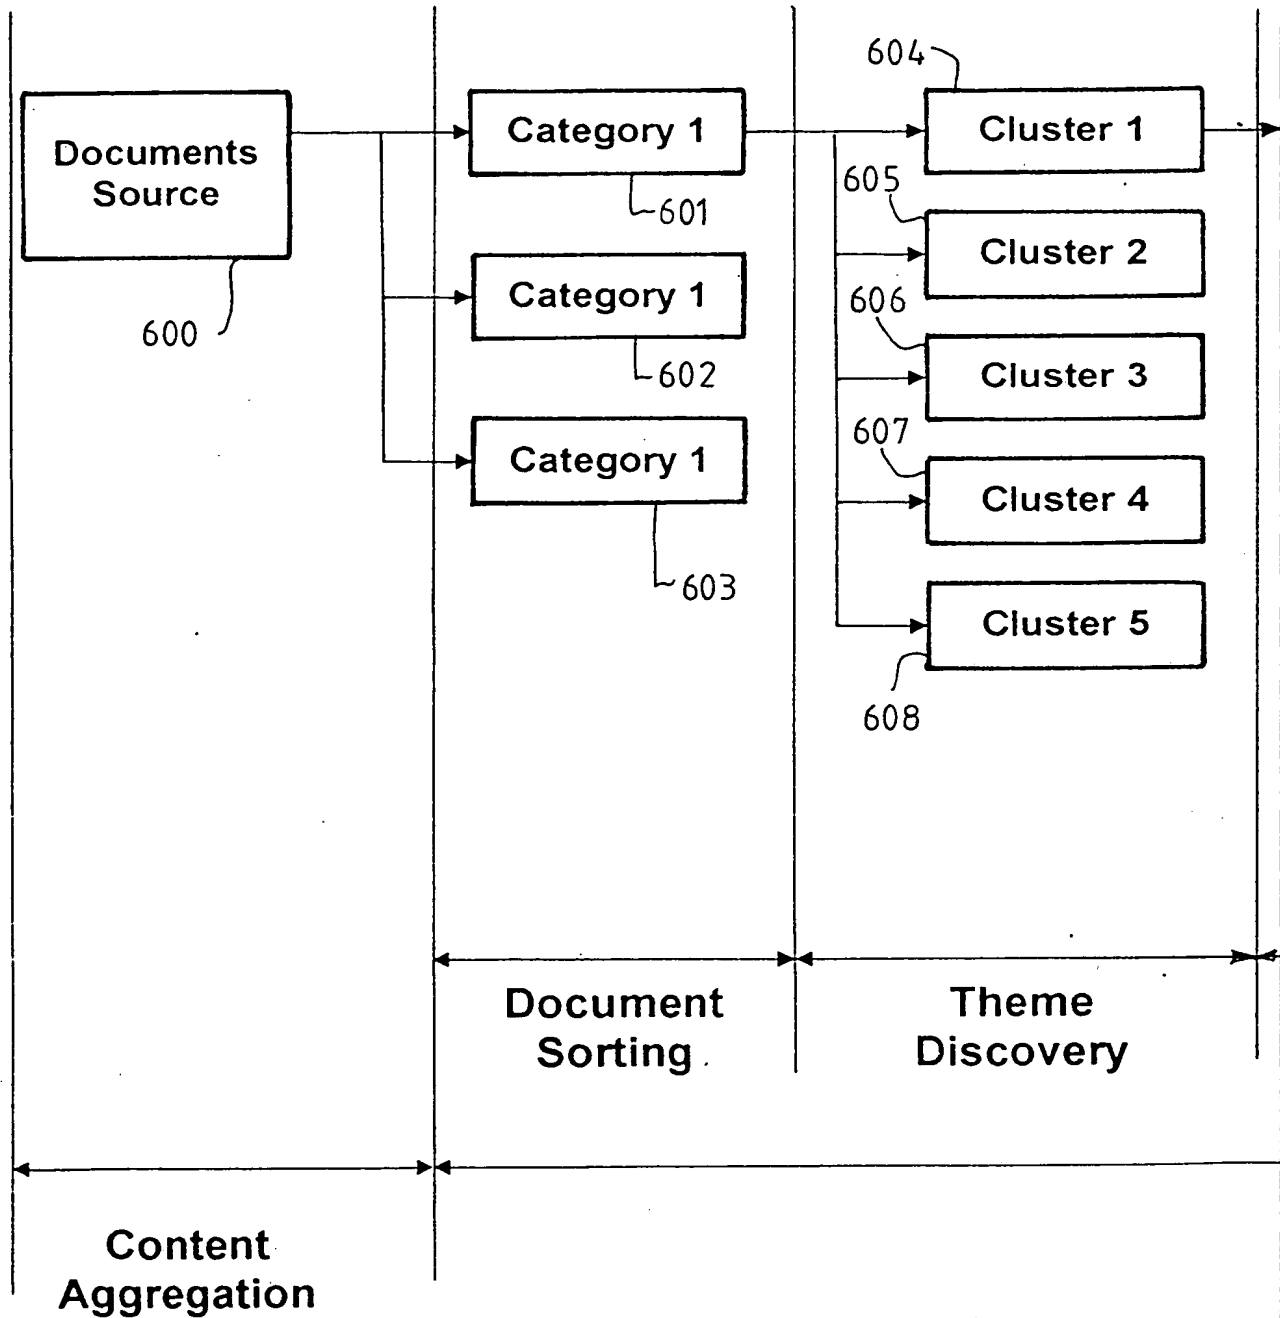 604
Documents
Source
Category 1
Cluster 1
605
601
Cluster 2
Category 1
606
600
602
Cluster 3
607
Category 1
Cluster 4
603
Cluster 5
608
Document
Sorting
Theme
Discovery
Content
Aggregation